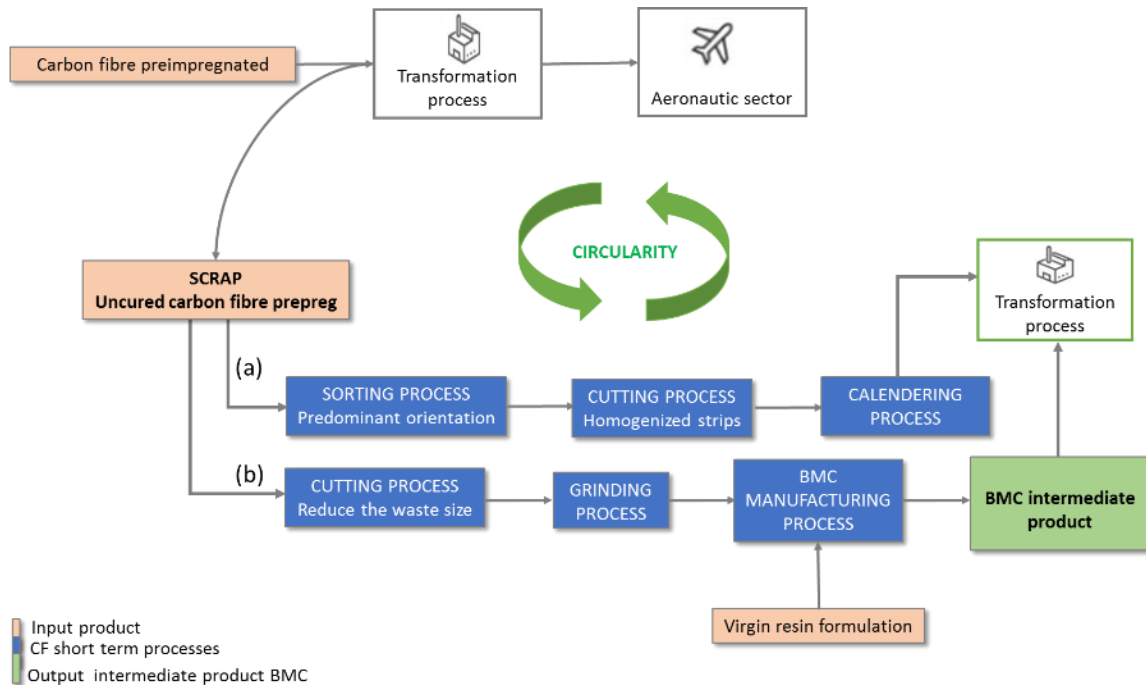 Carbon fibre preimpregnated
Transformation
process
Aeronautic sector
CIRCULARITY
SCRAP
Uncured carbon fibre prepreg
Transformation
process
(a)
SORTING PROCESS
Predominant orientation
CUTTING PROCESS
Homogenized strips
CALENDERING
PROCESS
(b)
CUTTING PROCESS
Reduce the waste size
GRINDING
PROCESS
BMC
MANUFACTURING
PROCESS
BMC intermediate
product
Virgin resin formulation
Input product
CF short term processes
Output intermediate product BMC